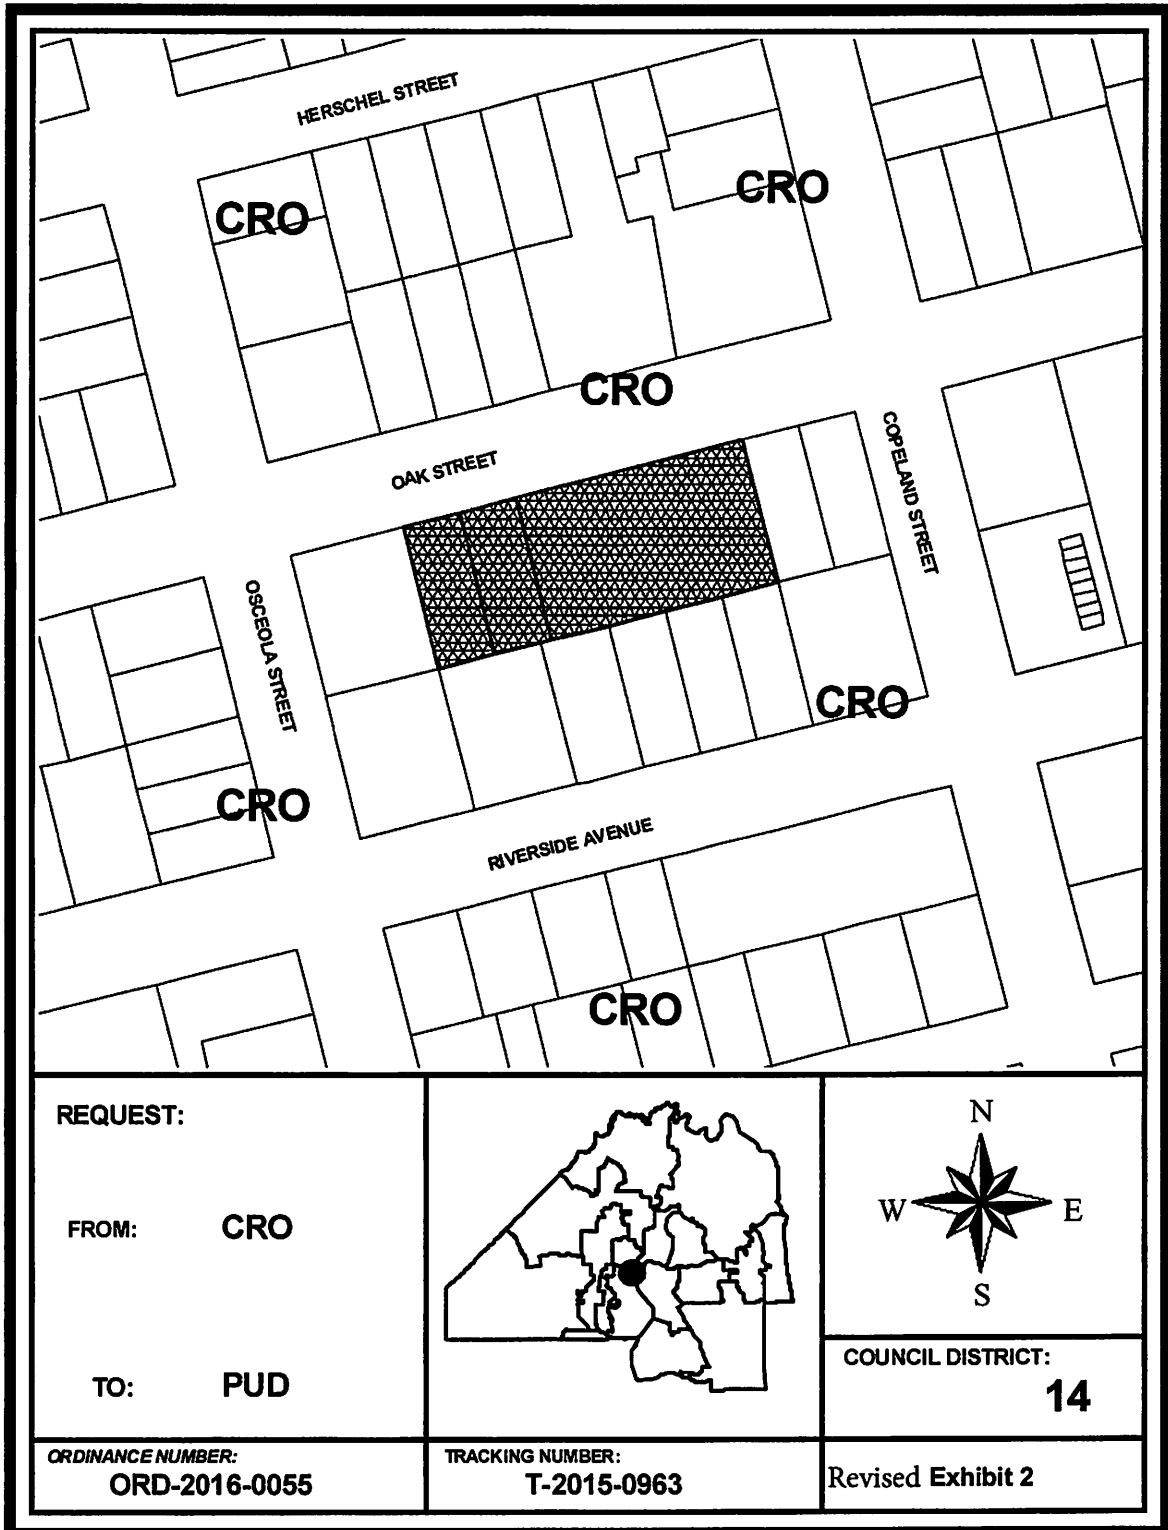 HERSCHEL STREET
CRO
CRO
CRO
OAK STREET
COPELAND STREET
OSCEOLA STREET
CRO
CRO
RIVERSIDE AVENUE
CRO
REQUEST:
FROM: CRO
TO: PUD
N
W E
S
COUNCIL DISTRICT:
14
ORDINANCE NUMBER:
ORD-2016-0055
TRACKING NUMBER:
T-2015-0963
Revised Exhibit 2